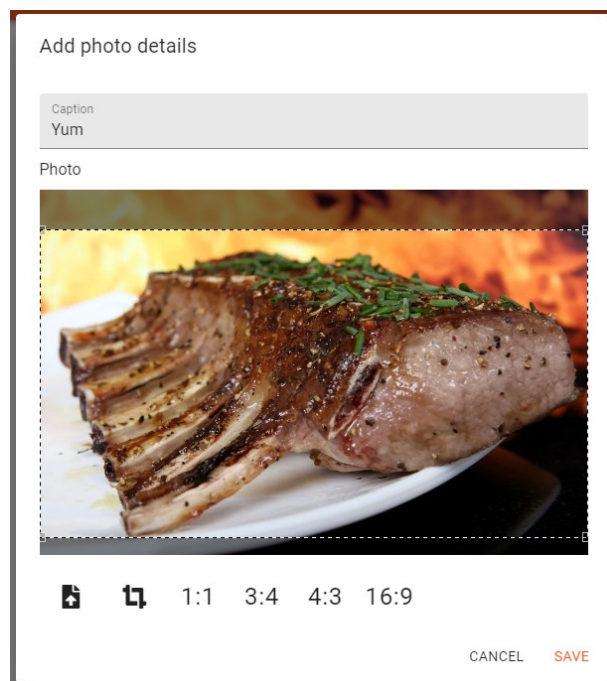 Add photo details
Caption
Yum
Photo
1:1 3:4 4:3 16:9
CANCEL SAVE